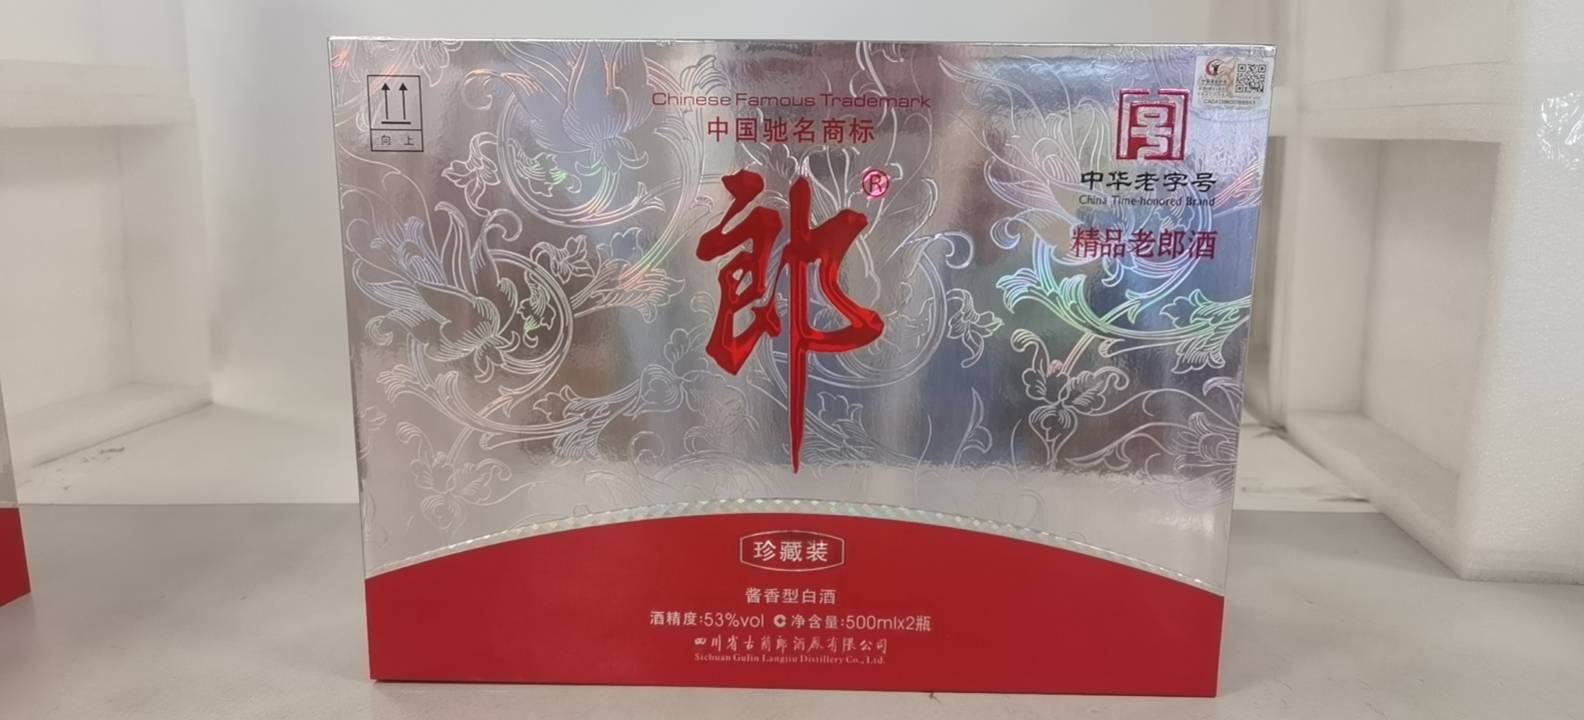 向 上
Chinese Famous Trademark
中国驰名商标
郎
®
中华老字号
China Time-honored Brand
精品老郎酒
珍藏装
酱香型白酒
酒精度:53%vol 净含量:500mlx2瓶
四川省古蔺郎酒厂有限公司
Sichuan Gulin Langjiu Distillery Co., Ltd.